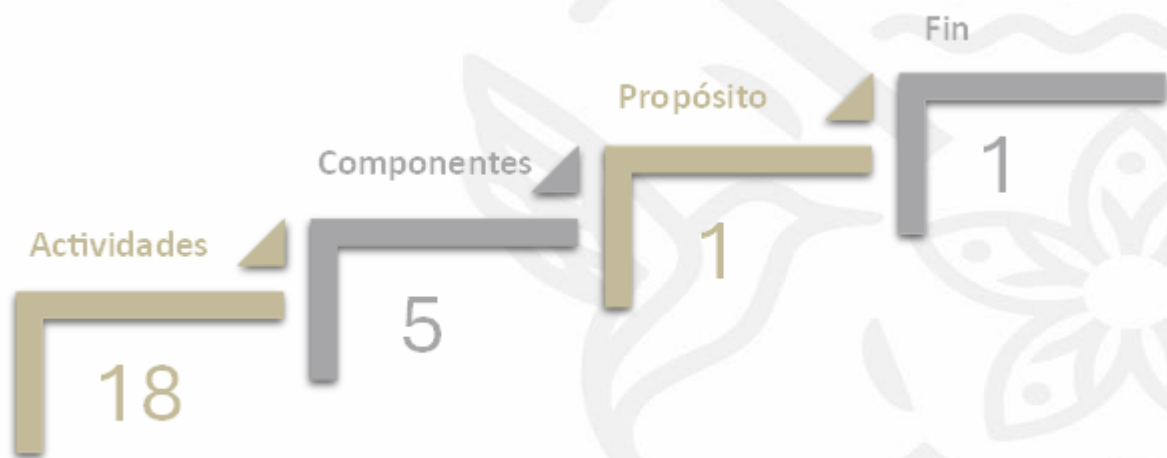 Fin
1
Propósito
1
Componentes
5
Actividades
18